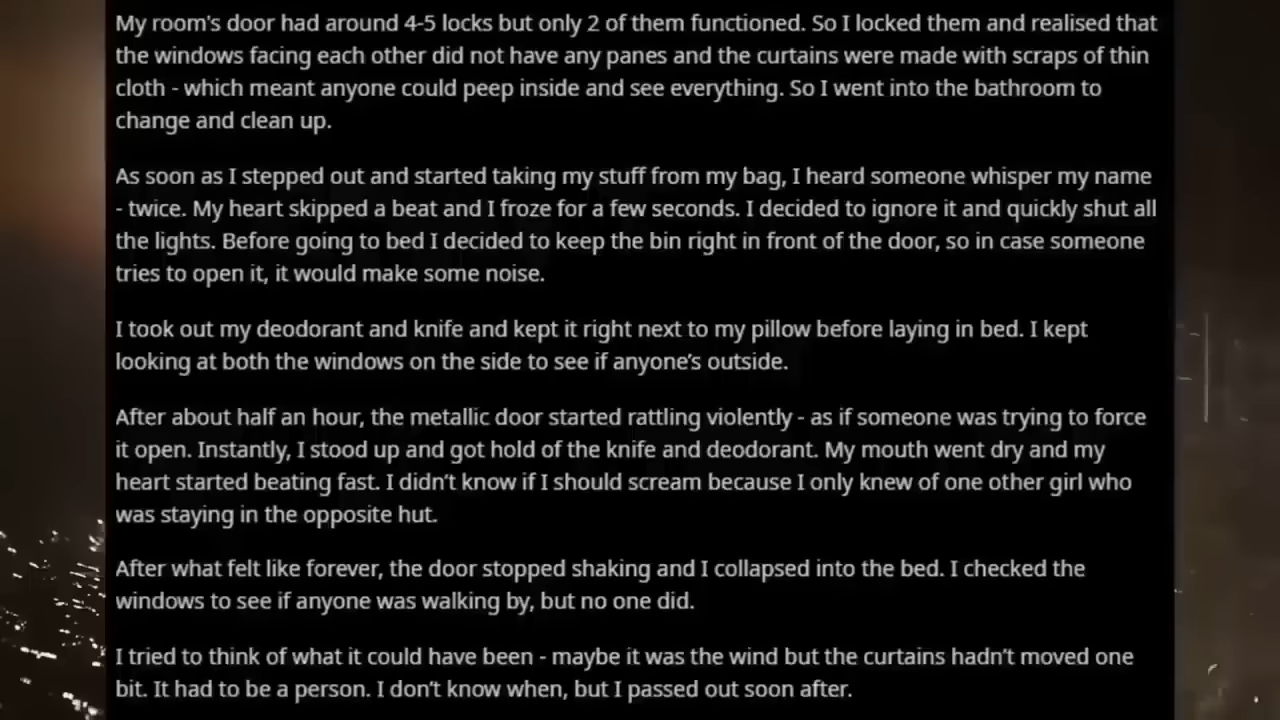 My room's door had around 4-5 locks but only 2 of them functioned. So I locked them and realised that
the windows facing each other did not have any panes and the curtains were made with scraps of thin
cloth - which meant anyone could peep inside and see everything. So I went into the bathroom to
change and clean up.
As soon as I stepped out and started taking my stuff from my bag, I heard someone whisper my name
- twice. My heart skipped a beat and I froze for a few seconds. I decided to ignore it and quickly shut all
the lights. Before going to bed I decided to keep the bin right in front of the door, so in case someone
tries to open it, it would make some noise.
I took out my deodorant and knife and kept it right next to my pillow before laying in bed. I kept
looking at both the windows on the side to see if anyone’s outside.
After about half an hour, the metallic door started rattling violently - as if someone was trying to force
it open. Instantly, I stood up and got hold of the knife and deodorant. My mouth went dry and my
heart started beating fast. I didn’t know if I should scream because I only knew of one other girl who
was staying in the opposite hut.
After what felt like forever, the door stopped shaking and I collapsed into the bed. I checked the
windows to see if anyone was walking by, but no one did.
I tried to think of what it could have been - maybe it was the wind but the curtains hadn’t moved one
bit. It had to be a person. I don’t know when, but I passed out soon after.